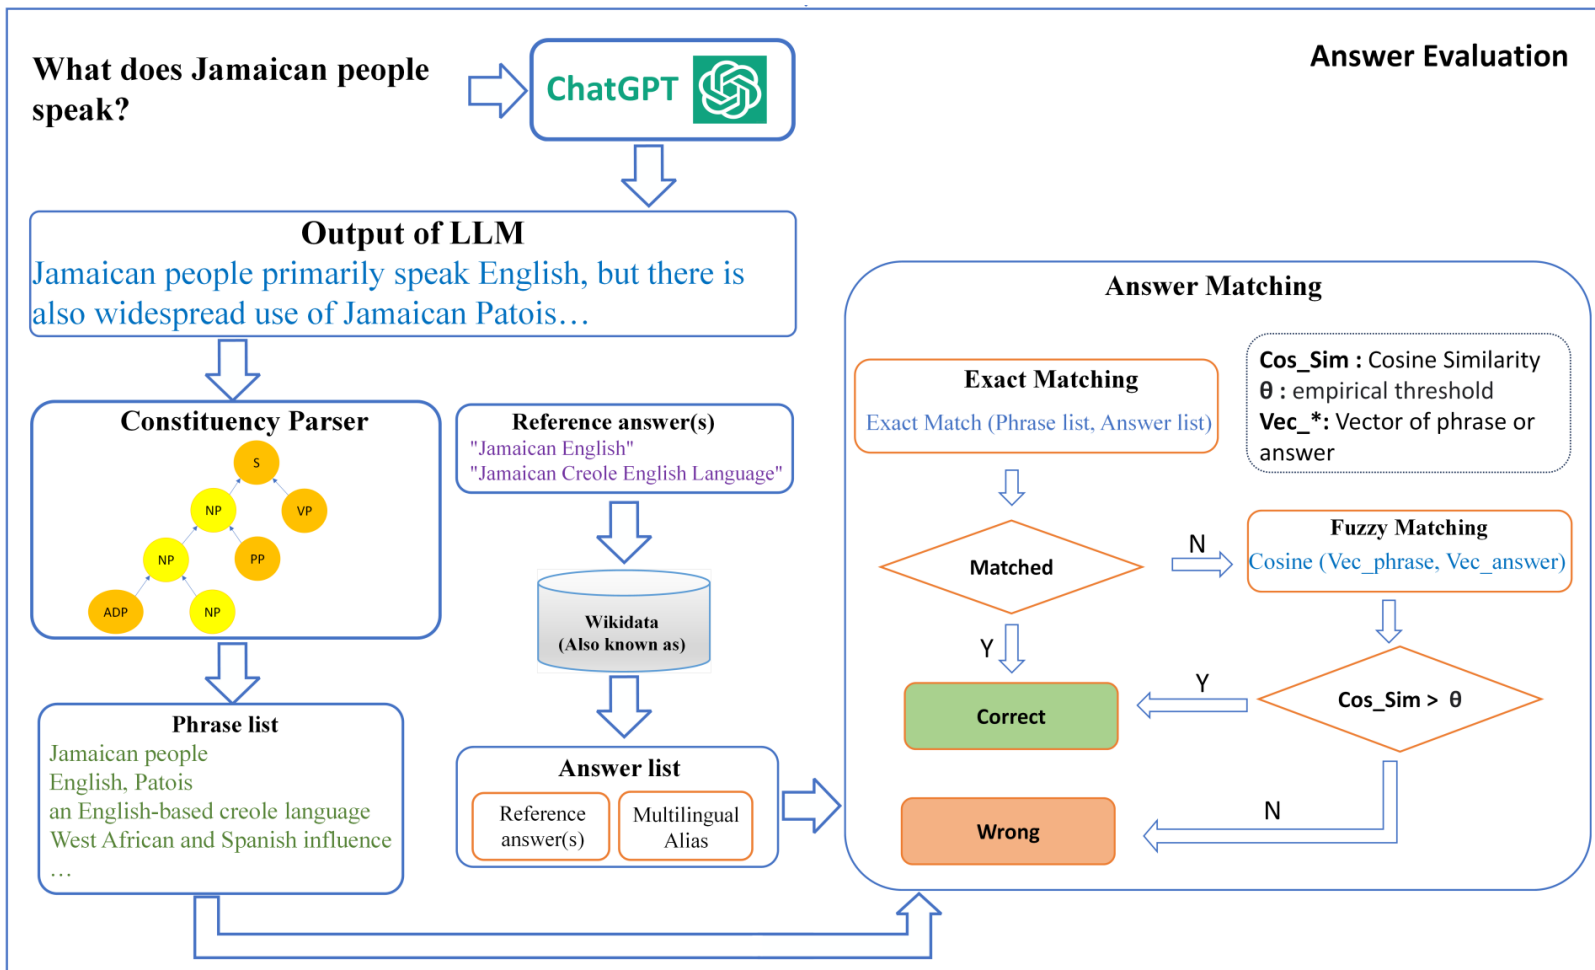 What does Jamaican people
speak?
ChatGPT
Answer Evaluation
Output of LLM
Jamaican people primarily speak English, but there is
also widespread use of Jamaican Patois…
Constituency Parser
S
NP
VP
NP
PP
ADP
NP
Phrase list
Jamaican people
English, Patois
an English-based creole language
West African and Spanish influence
…
Reference answer(s)
"Jamaican English"
"Jamaican Creole English Language"
Wikidata
(Also known as)
Answer list
Reference
answer(s)
Multilingual
Alias
Answer Matching
Exact Matching
Exact Match (Phrase list, Answer list)
Cos_Sim : Cosine Similarity
θ : empirical threshold
Vec_*: Vector of phrase or
answer
Matched
N
Fuzzy Matching
Cosine (Vec_phrase, Vec_answer)
Y
Correct
Y
Cos_Sim > θ
N
Wrong